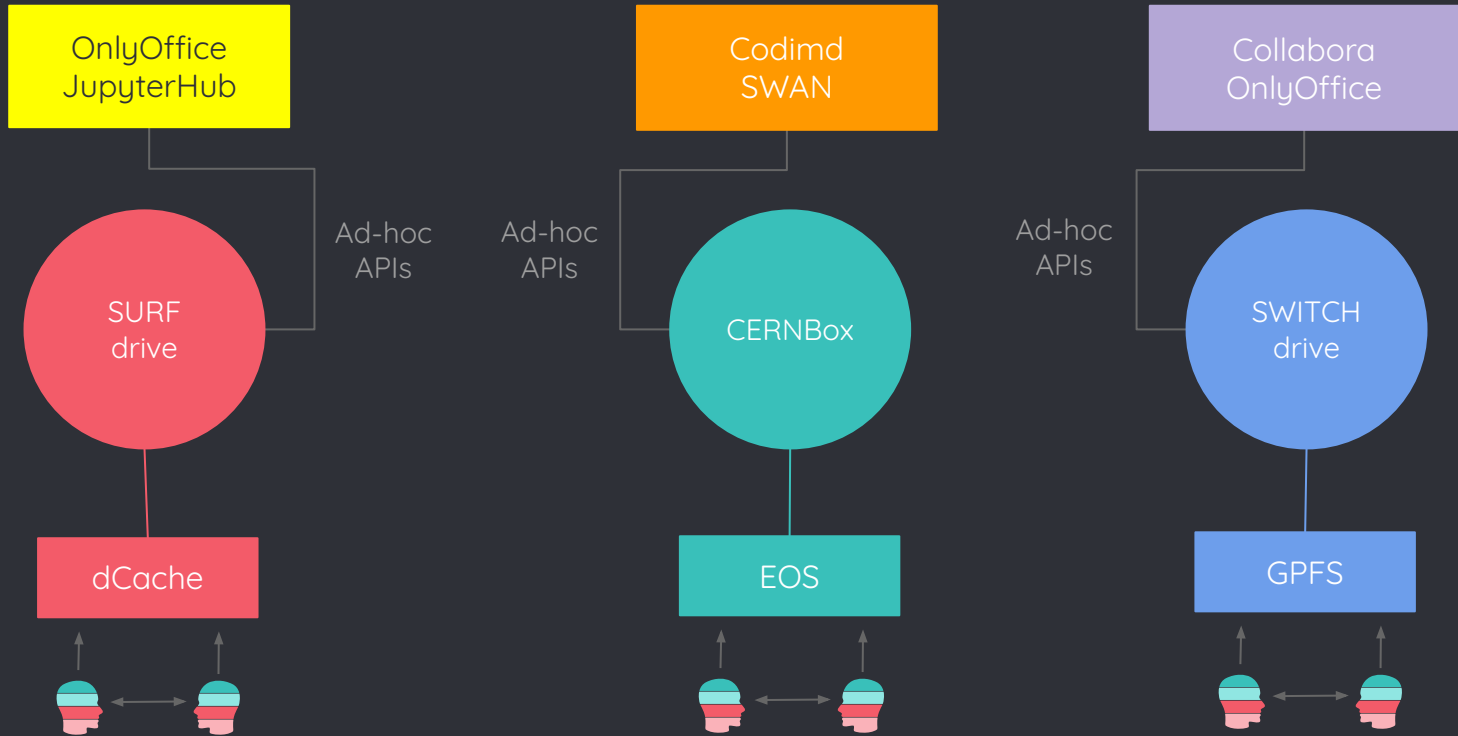 OnlyOffice
JupyterHub
Codimd
SWAN
Collabora
OnlyOffice
Ad-hoc
APIs
Ad-hoc
APIs
Ad-hoc
APIs
SURF
drive
CERNBox
SWITCH
drive
dCache
EOS
GPFS